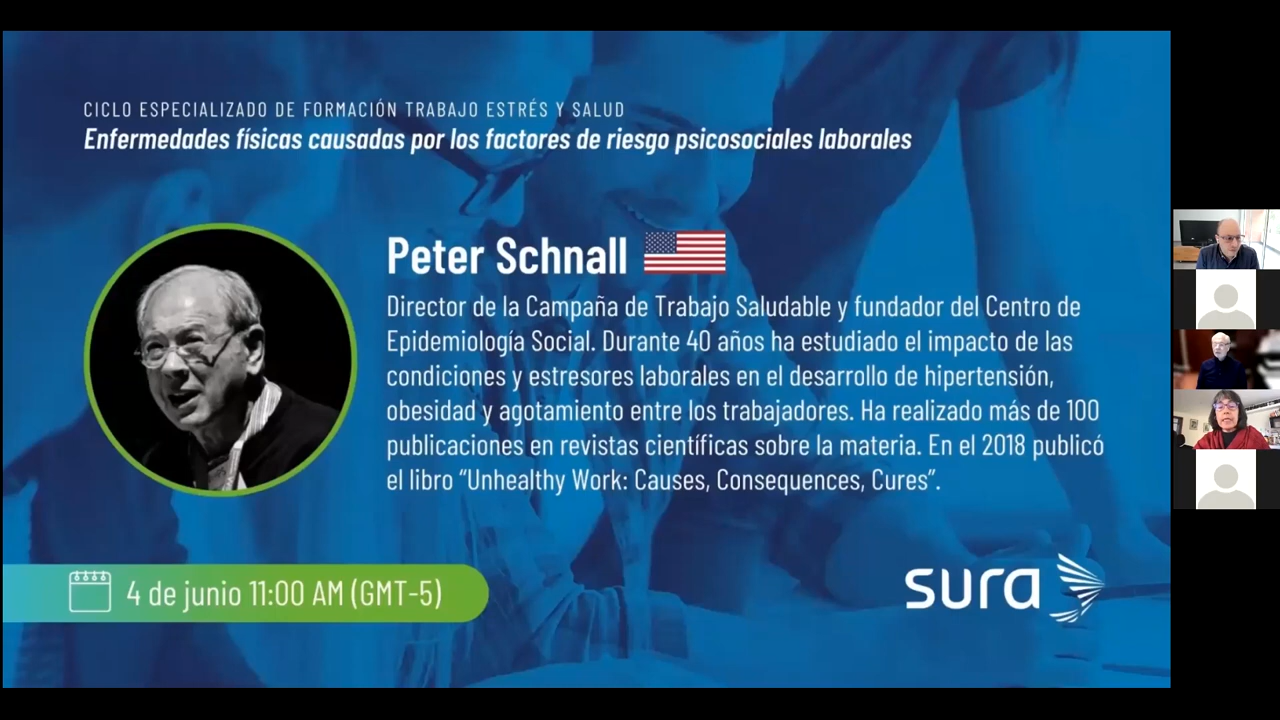 CICLO ESPECIALIZADO DE FORMACIÓN TRABAJO ESTRÉS Y SALUD
Enfermedades físicas causadas por los factores de riesgo psicosociales laborales
Peter Schnall
Director de la Campaña de Trabajo Saludable y fundador del Centro de
Epidemiología Social. Durante 40 años ha estudiado el impacto de las
condiciones y estresores laborales en el desarrollo de hipertensión,
obesidad y agotamiento entre los trabajadores. Ha realizado más de 100
publicaciones en revistas científicas sobre la materia. En el 2018 publicó
el libro “Unhealthy Work: Causes, Consequences, Cures”.
4 de junio 11:00 AM (GMT-5)
sura